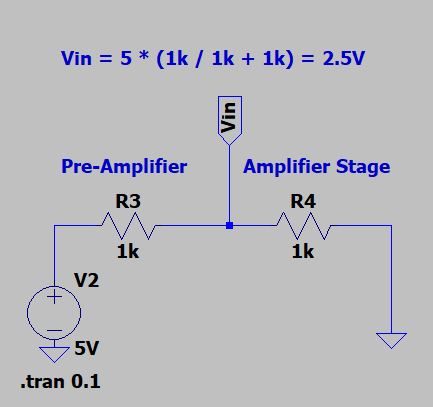 Vin = 5 * (1k / 1k + 1k) = 2.5V
Vin
Pre-Amplifier
Amplifier Stage
R3
R4
1k
1k
V2
5V
.tran 0.1